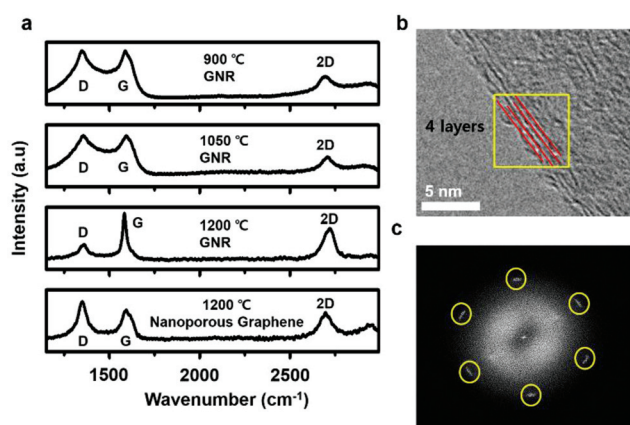 a
900 ℃
GNR
D
G
2D
1050 ℃
GNR
D
G
2D
1200 ℃
GNR
D
G
2D
1200 ℃
Nanoporous Graphene
D
G
2D
1500
2000
2500
Wavenumber (cm⁻¹)
Intensity (a.u)
b
4 layers
5 nm
c